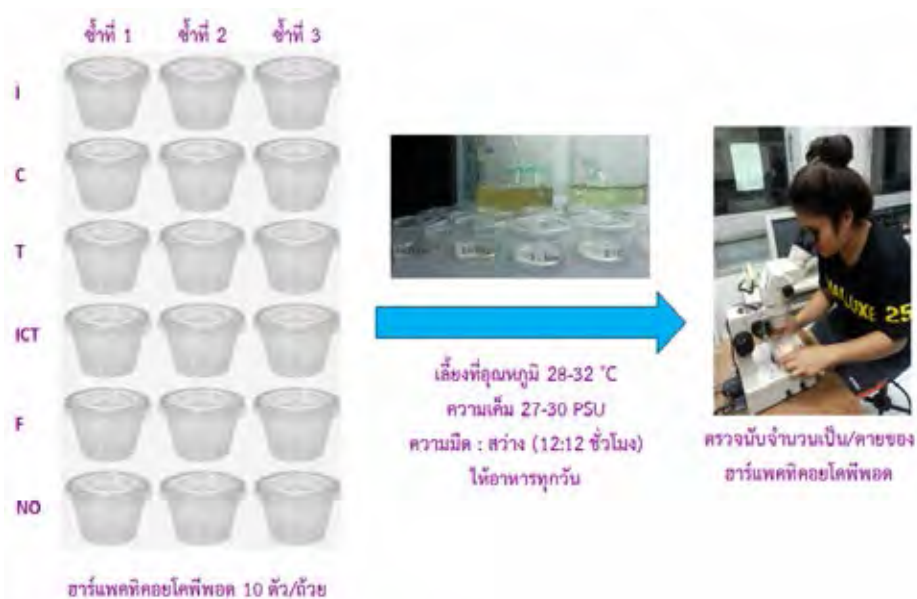 ซ้ำที่ 1 ซ้ำที่ 2 ซ้ำที่ 3
I
C
T
ICT
F
NO
ฮาร์แพคทิคอยโคพีพอด 10 ตัว/ถ้วย
เลี้ยงที่อุณหภูมิ 28-32 °C
ความเค็ม 27-30 PSU
ความมืด : สว่าง (12:12 ชั่วโมง)
ให้อาหารทุกวัน
25
ตรวจนับจำนวนเป็น/ตายของ
ฮาร์แพคทิคอยโคพีพอด